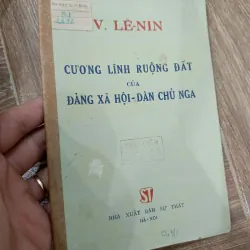 V. LÊ-NIN
CƯƠNG LĨNH RUỘNG ĐẤT
CỦA
ĐẢNG XÃ HỘI-DÂN CHỦ NGA
ST
NHÀ XUẤT BẢN SỰ THẬT
HÀ-NỘI